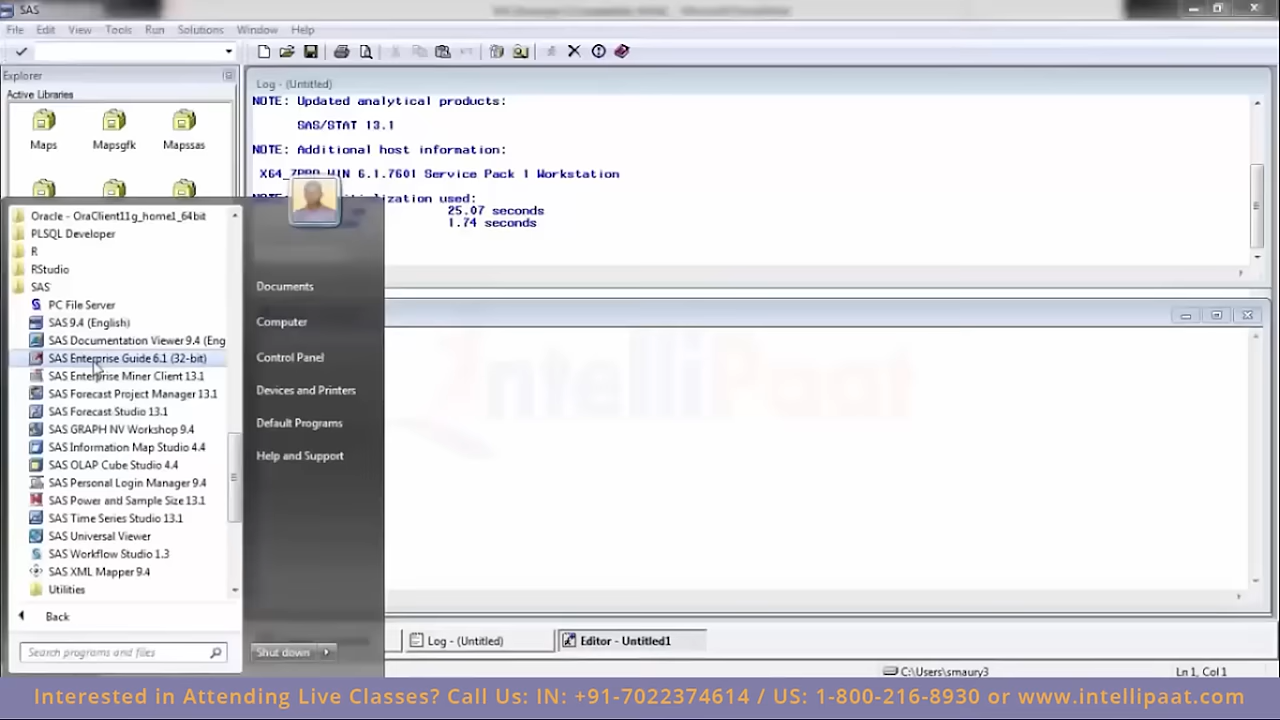 SAS
File Edit View Tools Run Solutions Window Help
Explorer
Active Libraries
Maps Mapsgfk Mapssas
Log - (Untitled)
NOTE: Updated analytical products:
SAS/STAT 13.1
NOTE: Additional host information:
X64_7PRO WIN 6.1.7601 Service Pack 1 Workstation
initialization used:
25.07 seconds
1.74 seconds
Oracle - OraClient11g_home1_64bit
PLSQL Developer
R
RStudio
SAS
PC File Server
SAS 9.4 (English)
SAS Documentation Viewer 9.4 (Eng
SAS Enterprise Guide 6.1 (32-bit)
SAS Enterprise Miner Client 13.1
SAS Forecast Project Manager 13.1
SAS Forecast Studio 13.1
SAS GRAPH NV Workshop 9.4
SAS Information Map Studio 4.4
SAS OLAP Cube Studio 4.4
SAS Personal Login Manager 9.4
SAS Power and Sample Size 13.1
SAS Time Series Studio 13.1
SAS Universal Viewer
SAS Workflow Studio 1.3
SAS XML Mapper 9.4
Utilities
Back
Search programs and files
Documents
Computer
Control Panel
Devices and Printers
Default Programs
Help and Support
Shut down
IntelliPaat
Log - (Untitled) Editor - Untitled1
C:\Users\smaury3 Ln 1, Col 1
Interested in Attending Live Classes? Call Us: IN: +91-7022374614 / US: 1-800-216-8930 or www.intellipaat.com